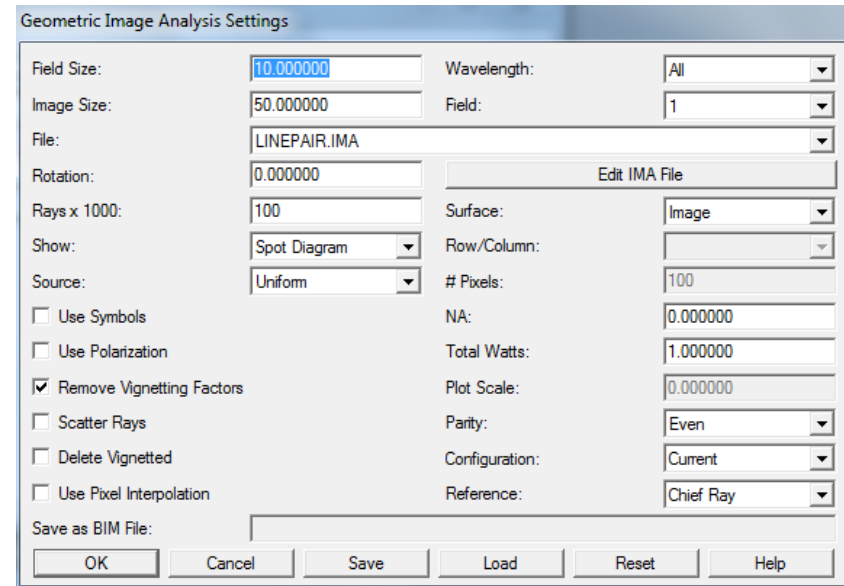 Geometric Image Analysis Settings
Field Size: 10.000000 Wavelength: All
Image Size: 50.000000 Field: 1
File: LINEPAIR.IMA
Rotation: 0.000000 Edit IMA File
Rays x 1000: 100 Surface: Image
Show: Spot Diagram Row/Column:
Source: Uniform # Pixels: 100
Use Symbols NA: 0.000000
Use Polarization Total Watts: 1.000000
Remove Vignetting Factors Plot Scale: 0.000000
Scatter Rays Parity: Even
Delete Vignetted Configuration: Current
Use Pixel Interpolation Reference: Chief Ray
Save as BIM File:
OK Cancel Save Load Reset Help